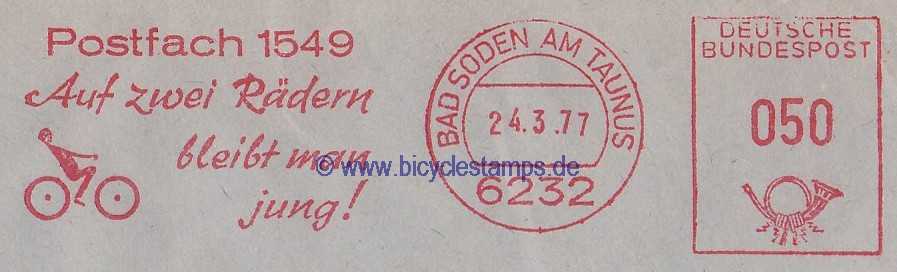 Postfach 1549
Auf zwei Rädern
bleibt man
jung!
© www.bicyclestamps.de
BAD SODEN AM TAUNUS
24.3.77
6232
DEUTSCHE
BUNDESPOST
050